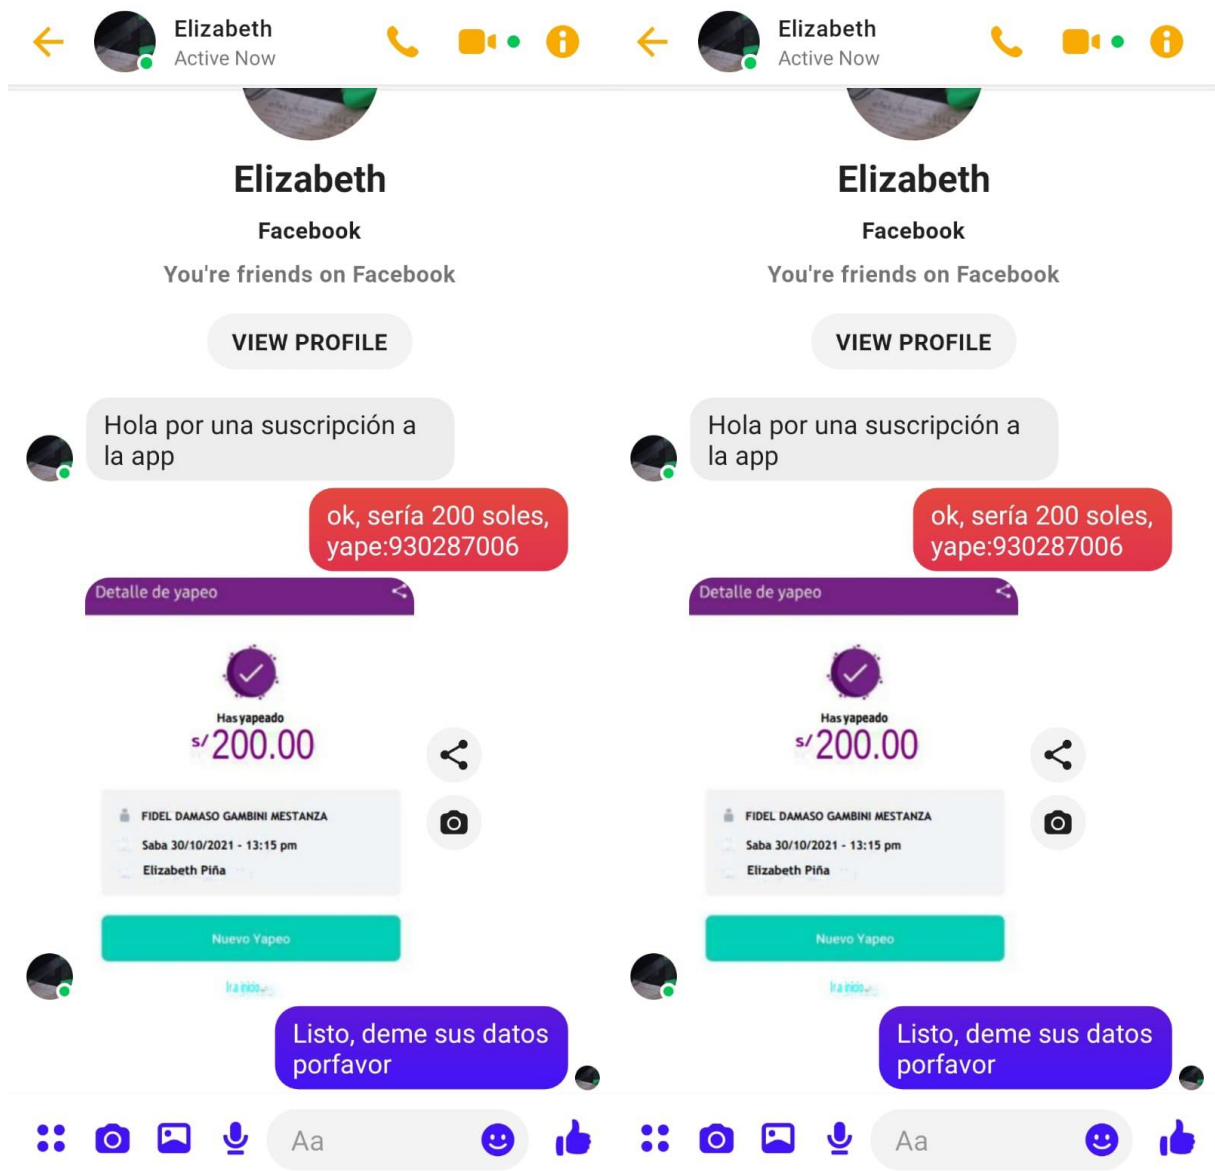 Elizabeth
Active Now
Elizabeth
Facebook
You're friends on Facebook
VIEW PROFILE
Hola por una suscripción a
la app
ok, sería 200 soles,
yape:930287006
Detalle de yapeo
Has yapeado
s/200.00
FIDEL DAMASO GAMBINI MESTANZA
Saba 30/10/2021 - 13:15 pm
Elizabeth Piña
Nuevo Yapeo
Ir a inicio
Listo, deme sus datos
porfavor
Aa
Elizabeth
Active Now
Elizabeth
Facebook
You're friends on Facebook
VIEW PROFILE
Hola por una suscripción a
la app
ok, sería 200 soles,
yape:930287006
Detalle de yapeo
Has yapeado
s/200.00
FIDEL DAMASO GAMBINI MESTANZA
Saba 30/10/2021 - 13:15 pm
Elizabeth Piña
Nuevo Yapeo
Ir a inicio
Listo, deme sus datos
porfavor
Aa